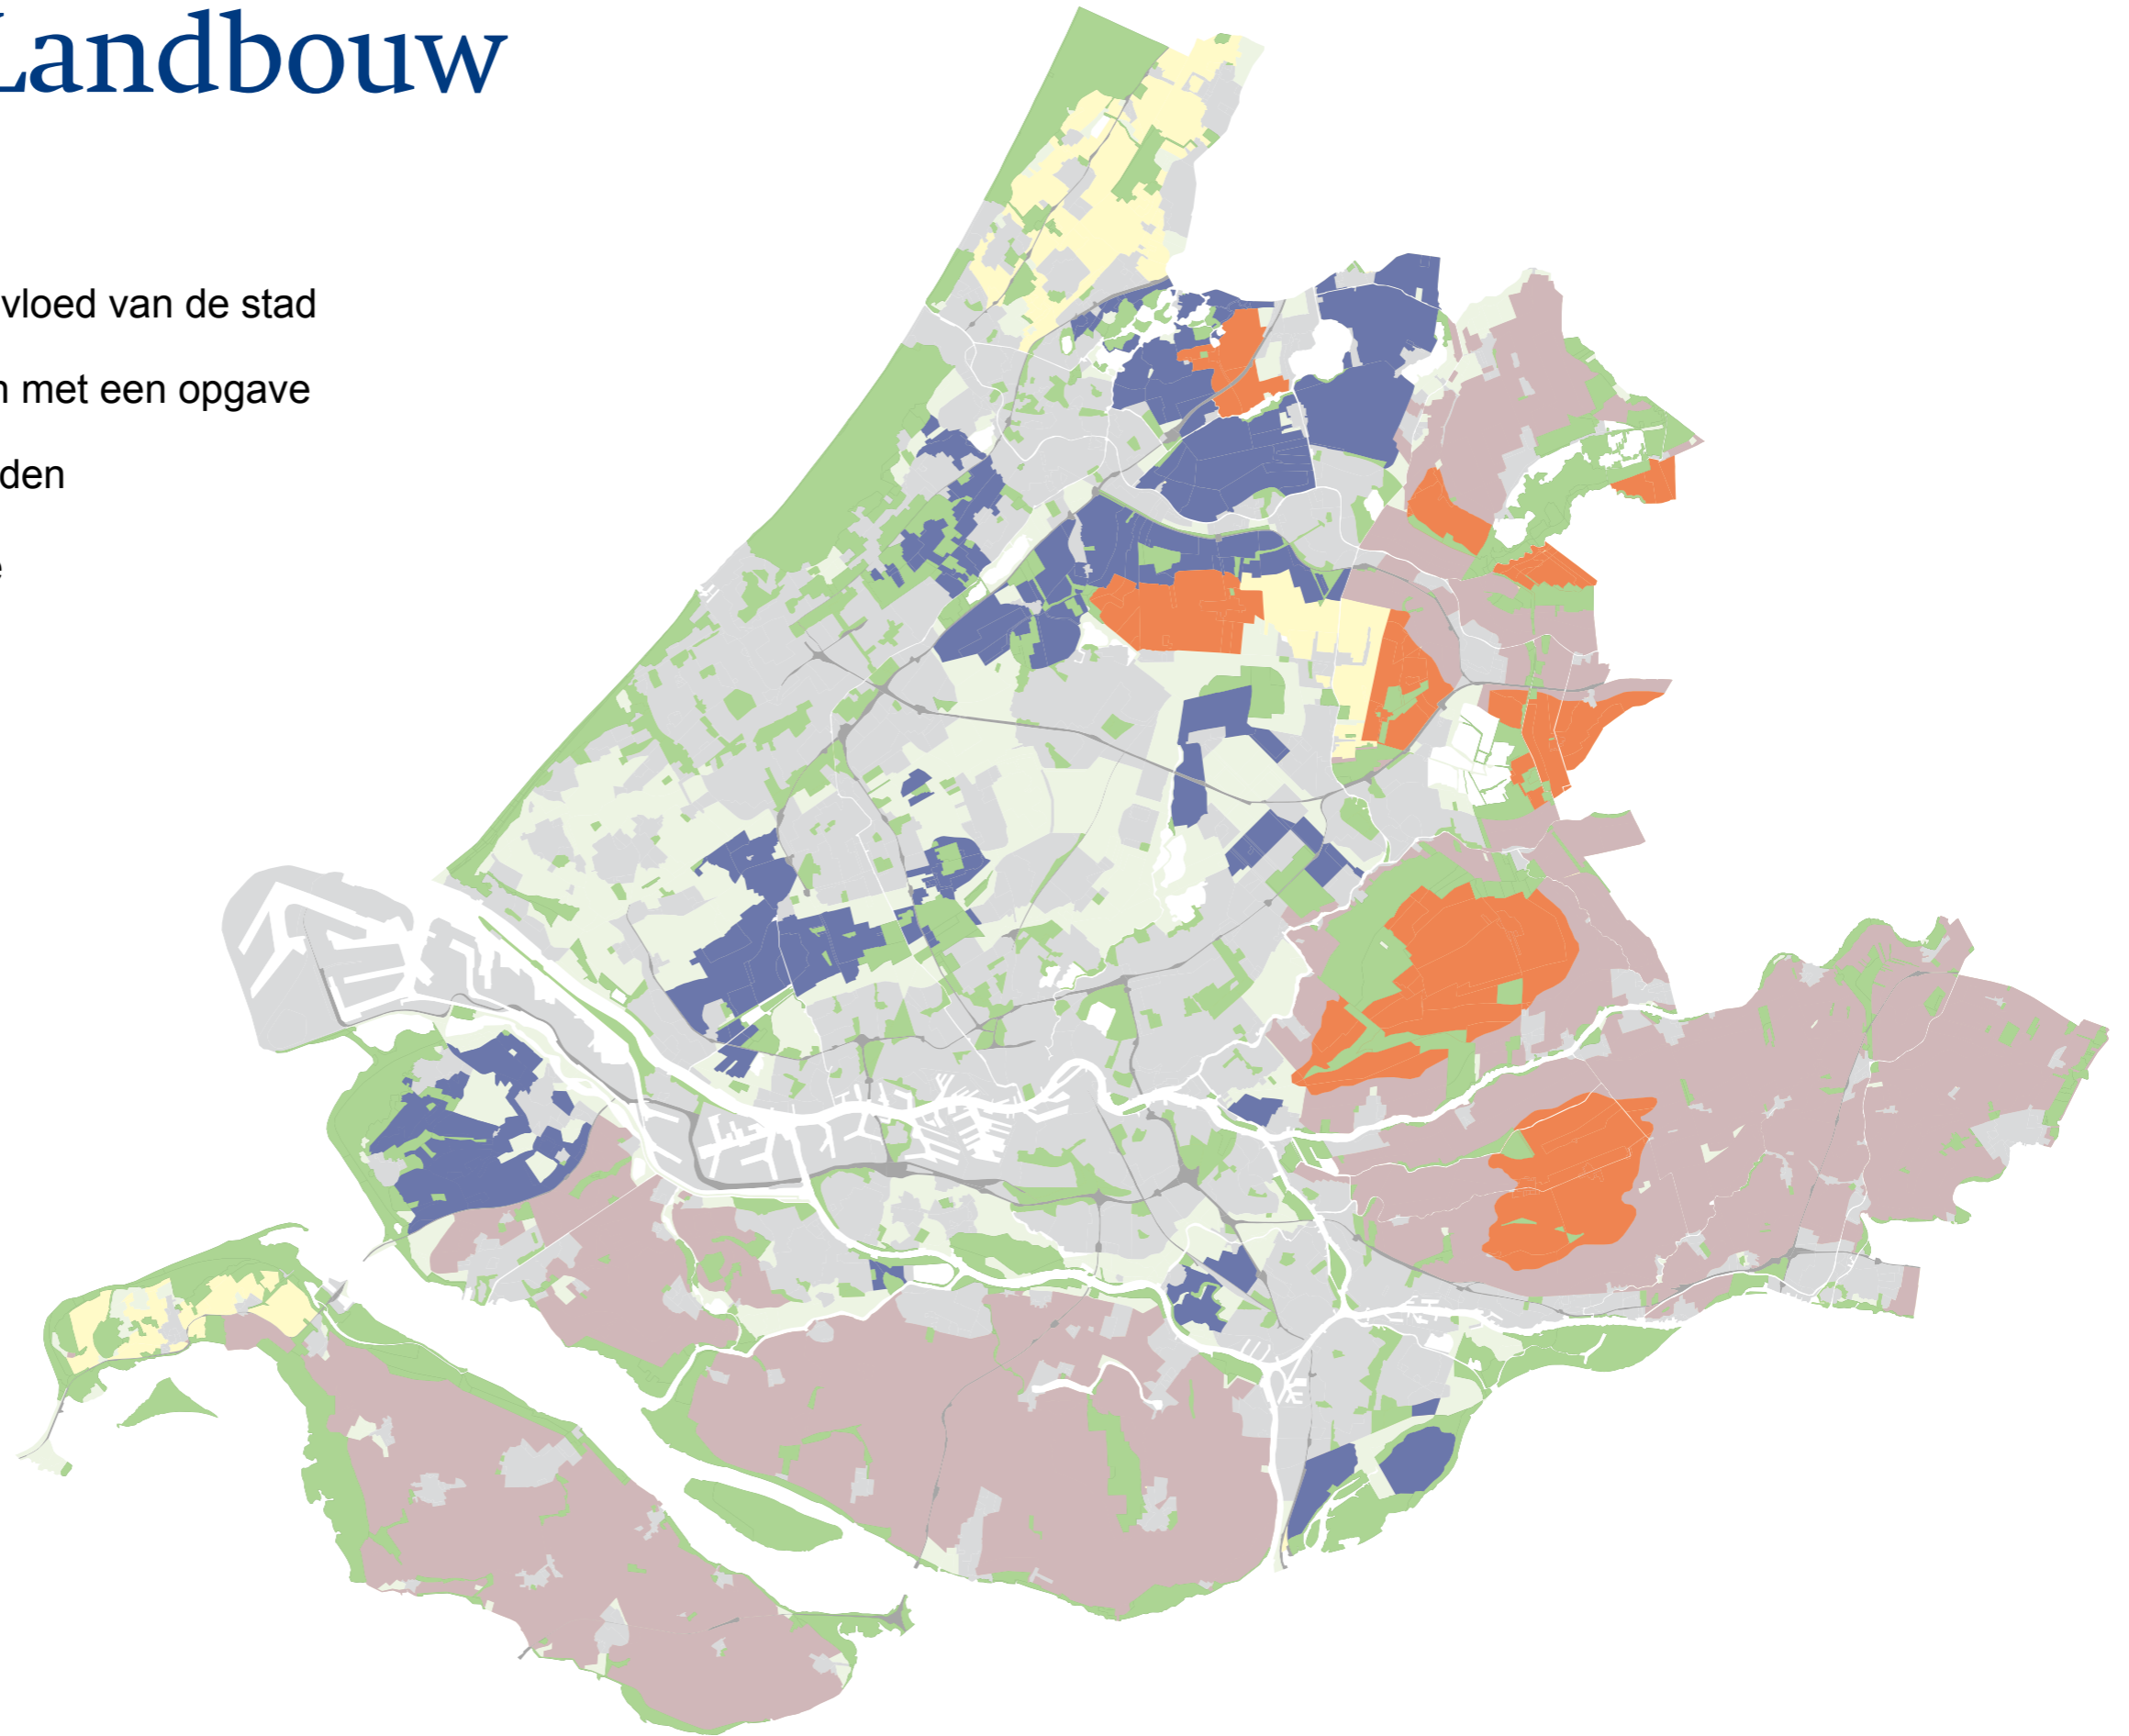 Landbouw
vloed van de stad
met een opgave
den